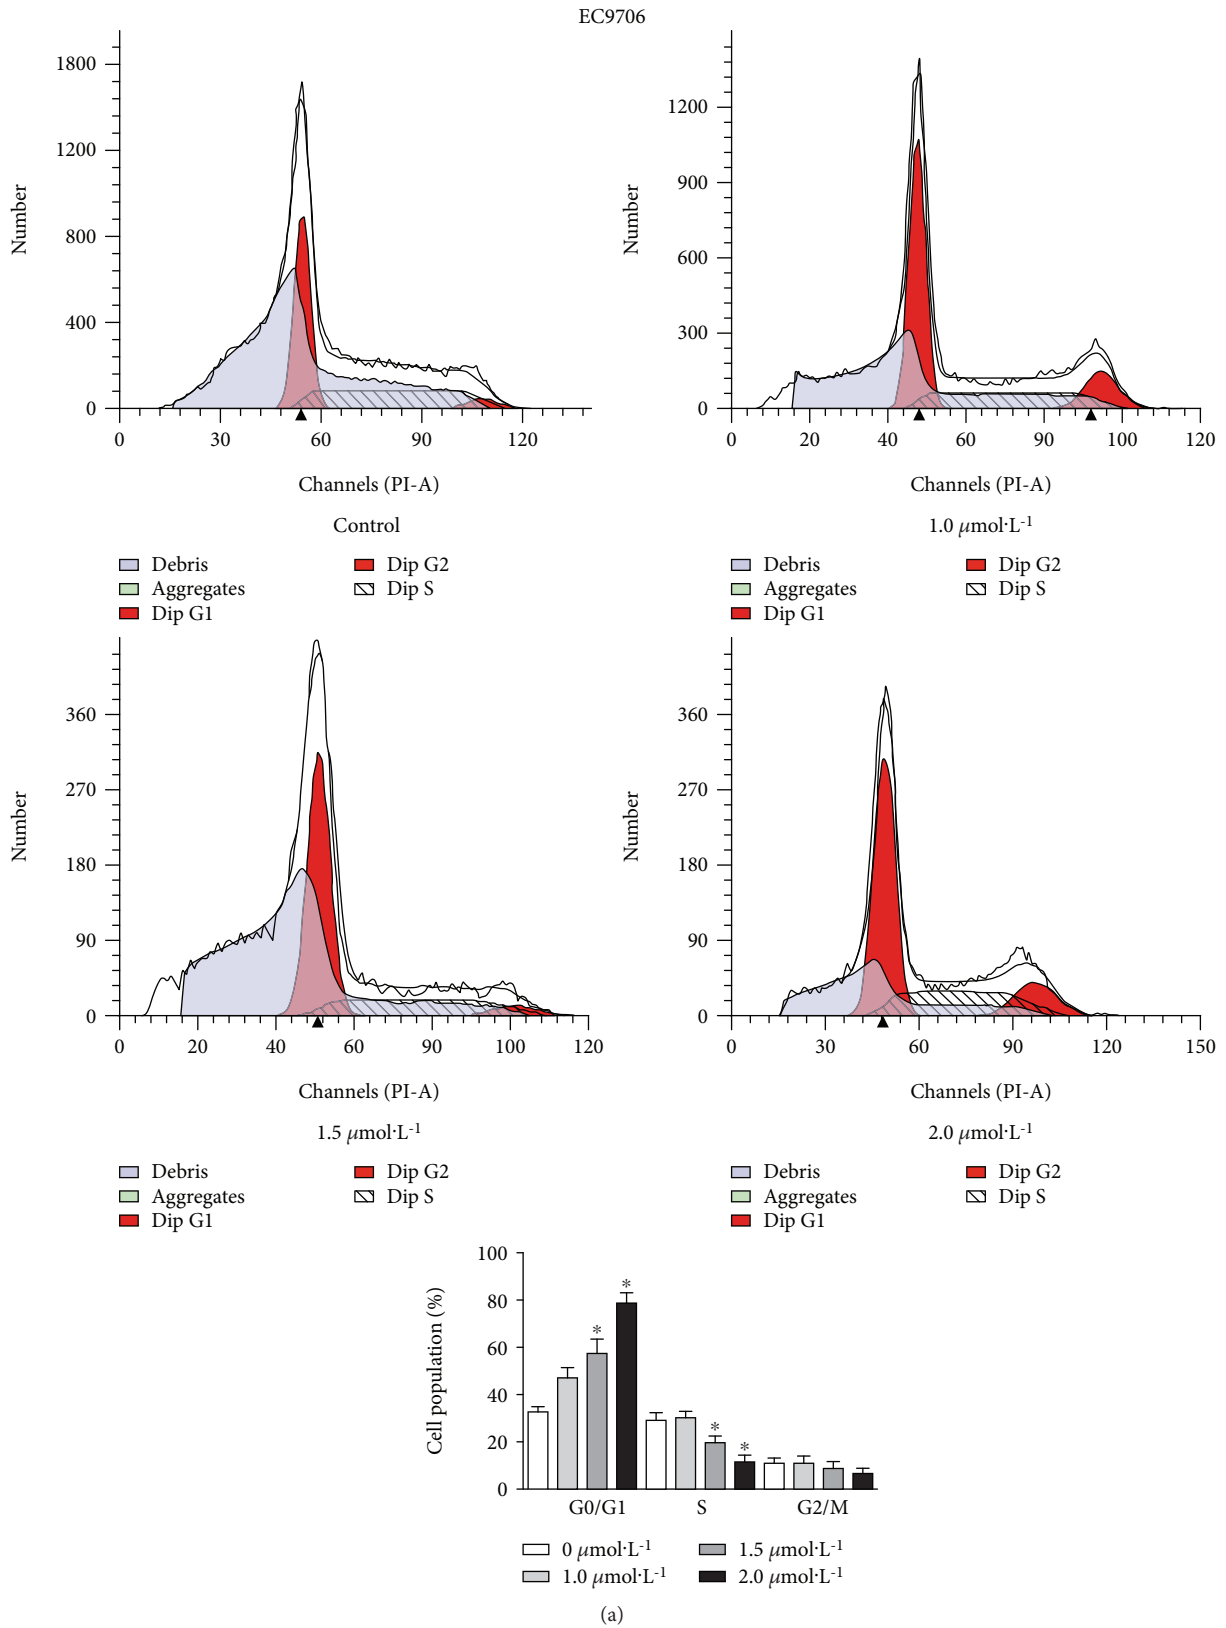 EC9706
1800
1200
800
400
0
Number
0 30 60 90 120
Channels (PI-A)
Control
Debris
Aggregates
Dip G1
Dip G2
Dip S
1200
900
600
300
0
Number
0 20 40 60 90 100 120
Channels (PI-A)
1.0 μmol·L-1
Debris
Aggregates
Dip G1
Dip G2
Dip S
360
270
180
90
0
Number
0 20 40 60 90 100 120
Channels (PI-A)
1.5 μmol·L-1
Debris
Aggregates
Dip G1
Dip G2
Dip S
360
270
180
90
0
Number
0 30 60 90 120 150
Channels (PI-A)
2.0 μmol·L-1
Debris
Aggregates
Dip G1
Dip G2
Dip S
100
80
60
40
20
0
Cell population (%)
* * * *
G0/G1 S G2/M
0 μmol·L-1
1.0 μmol·L-1
1.5 μmol·L-1
2.0 μmol·L-1
(a)